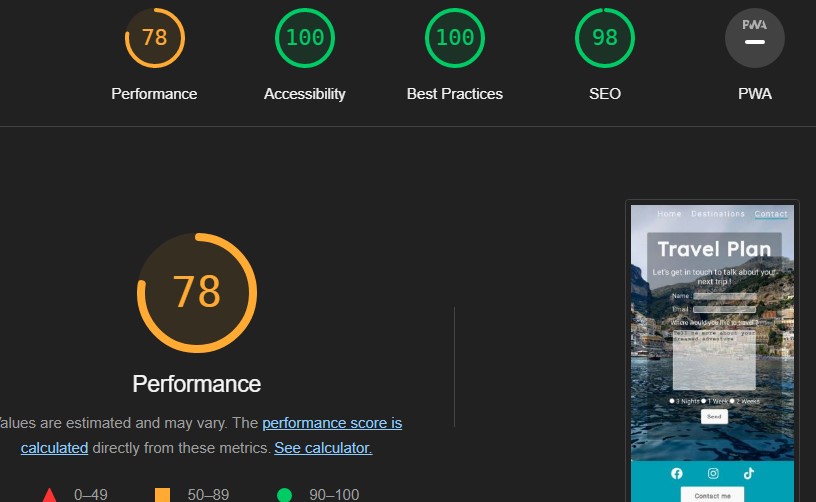 78
100
100
98
PWA
Performance
Accessibility
Best Practices
SEO
PWA
78
Performance
alues are estimated and may vary. The performance score is
calculated directly from these metrics. See calculator.
0–49
50–89
90–100
Home Destinations Contact
Travel Plan
Let's get in touch to talk about your
next trip !
Name
Email
Where would you like to travel ?
Tell me more about your
dreamed adventure
3 Nights 1 Week 2 Weeks
Send
Contact me